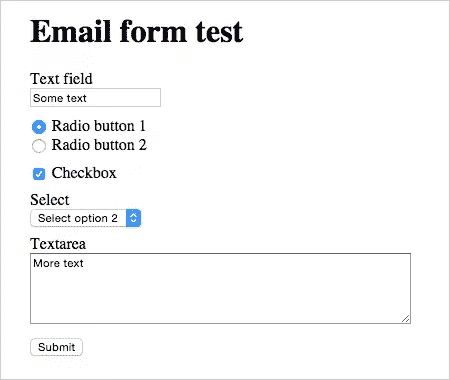 Email form test
Text field
Some text
Radio button 1
Radio button 2
Checkbox
Select
Select option 2
Textarea
More text
Submit